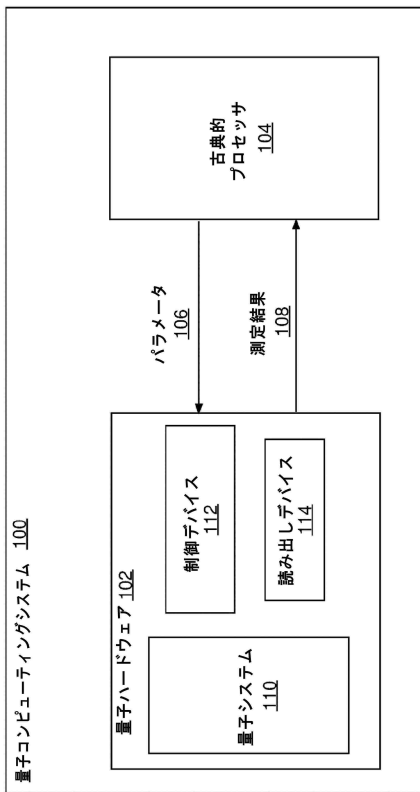 量子コンピューティングシステム 100
量子ハードウェア 102
量子システム
110
制御デバイス
112
読み出しデバイス
114
パラメータ
106
測定結果
108
古典的
プロセッサ
104